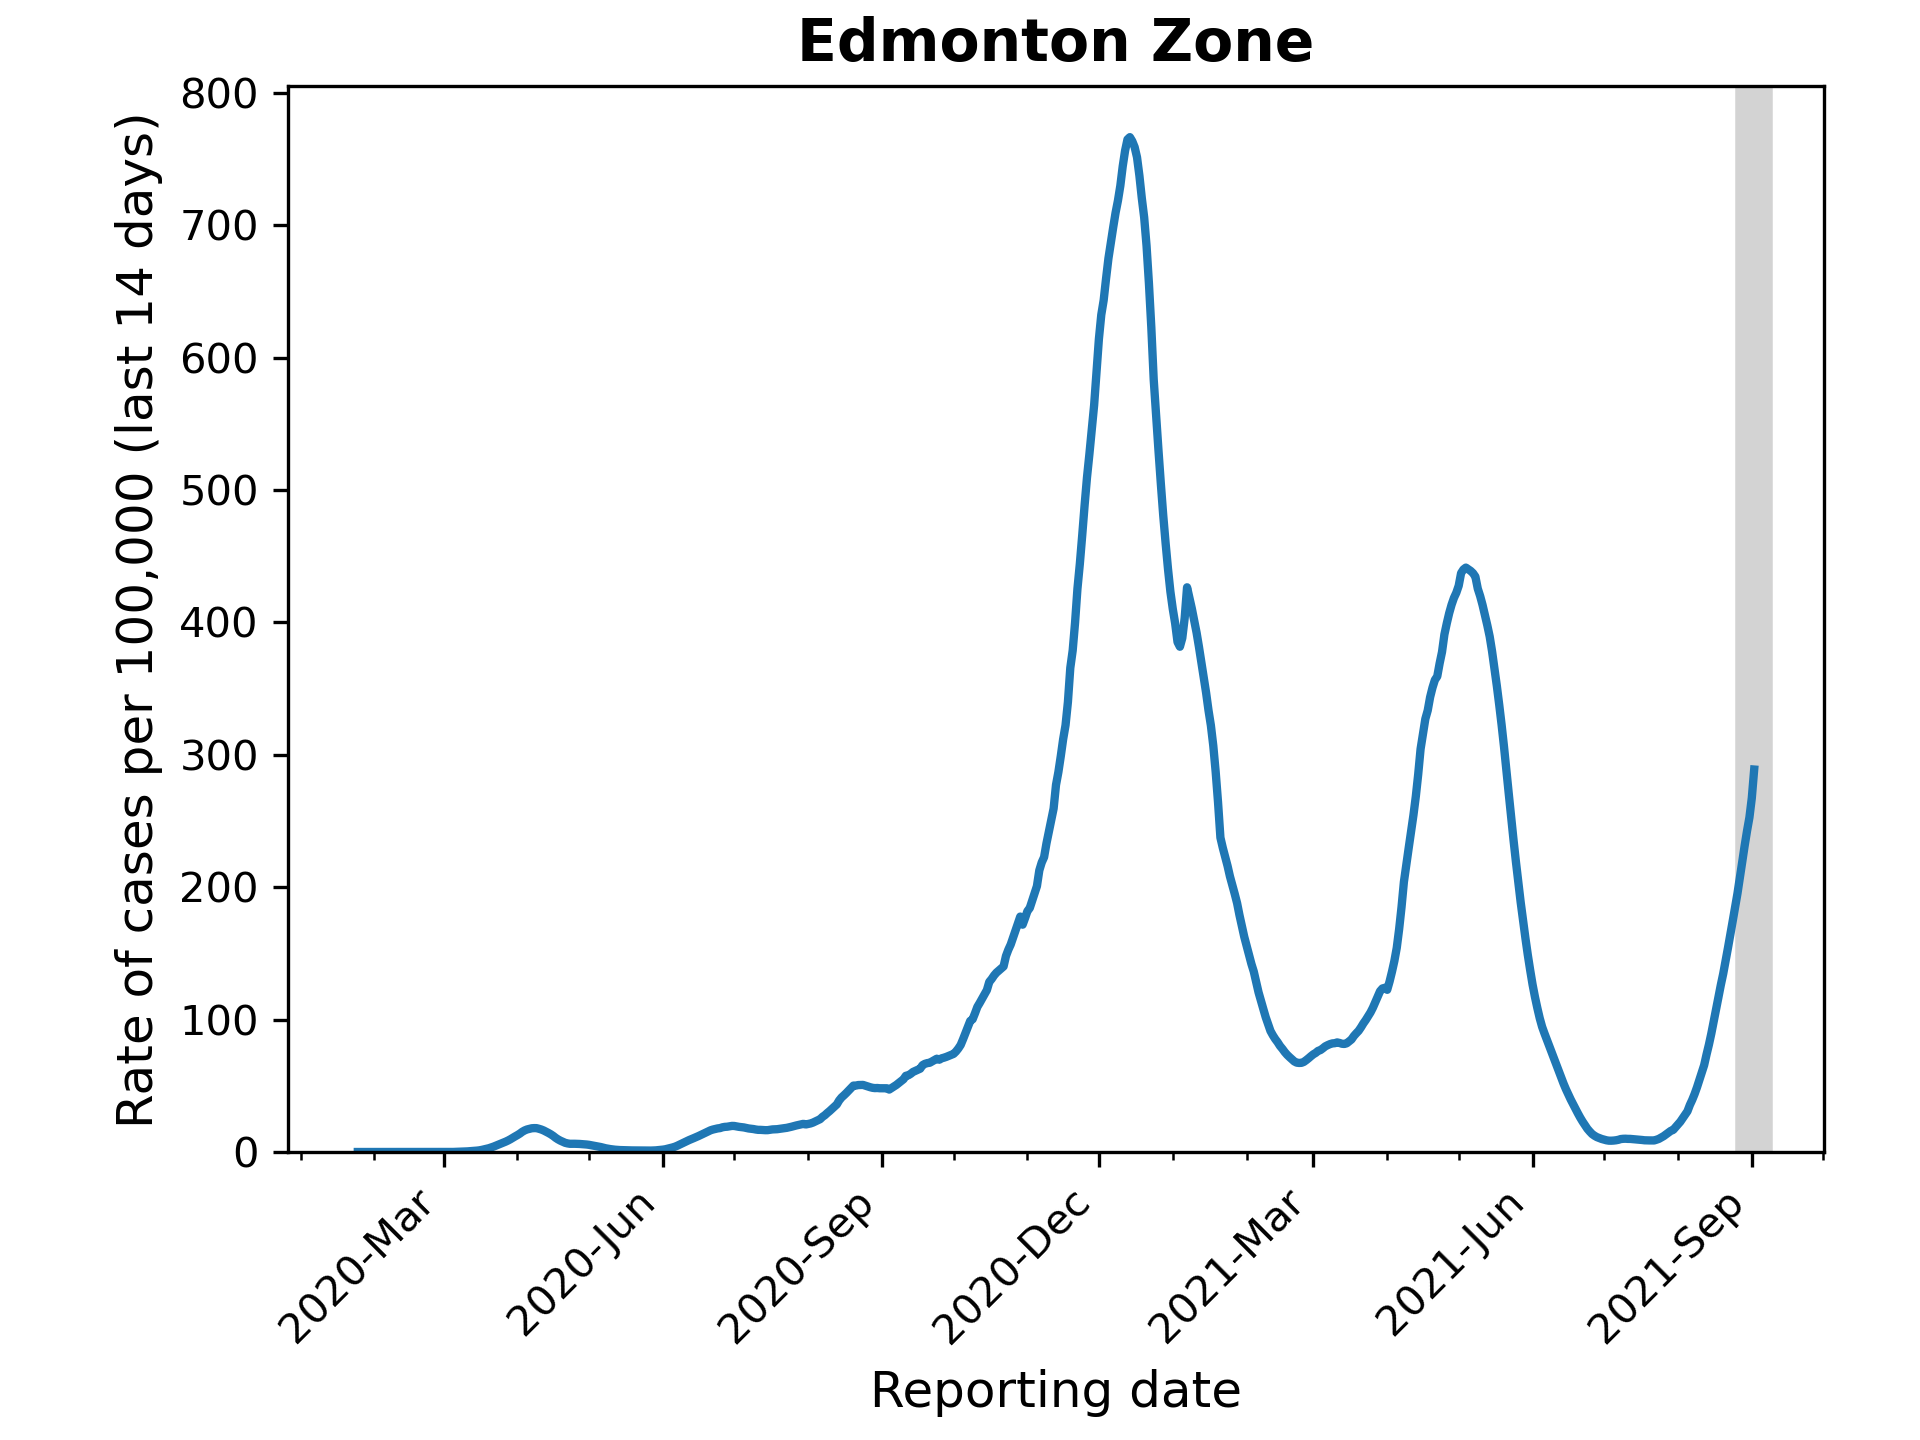 Edmonton Zone
Rate of cases per 100,000 (last 14 days)
800
700
600
500
400
300
200
100
0
2020-Mar
2020-Jun
2020-Sep
2020-Dec
2021-Mar
2021-Jun
2021-Sep
Reporting date